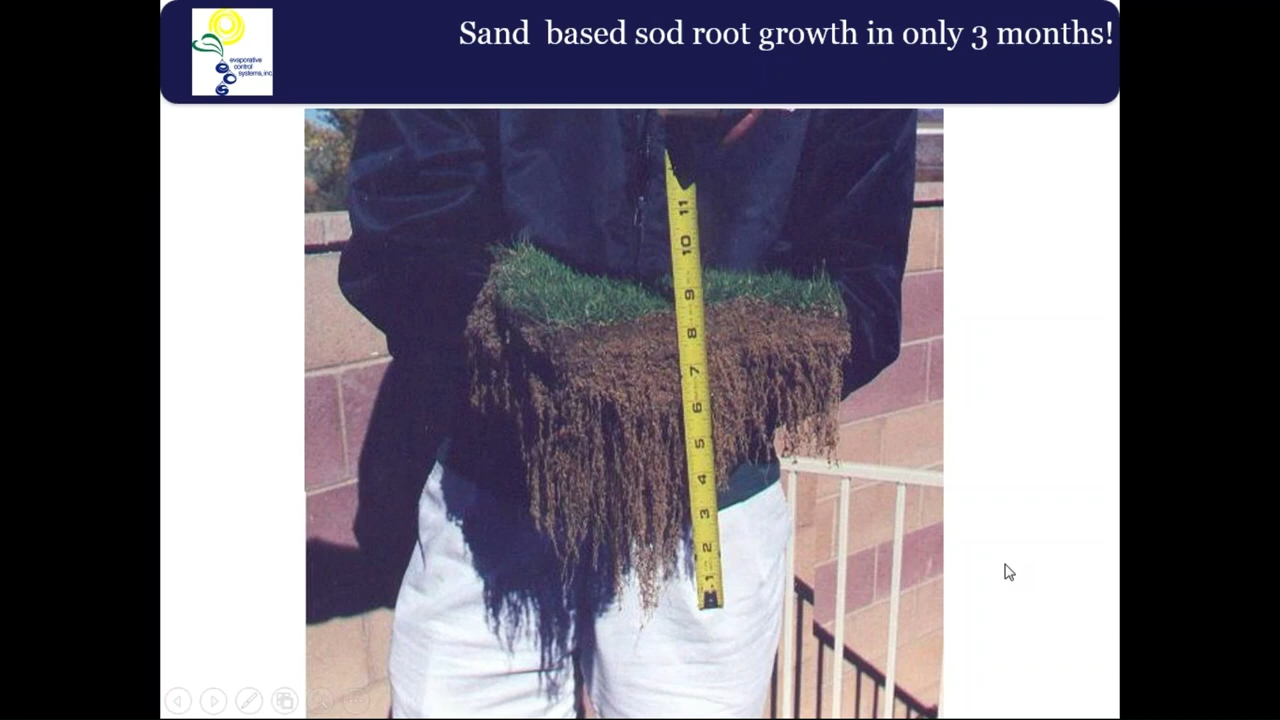 Sand  based sod root growth in only 3 months!
evaporative
control
systems, inc.
e
c
s
11
10
9
8
7
6
5
4
3
2
1